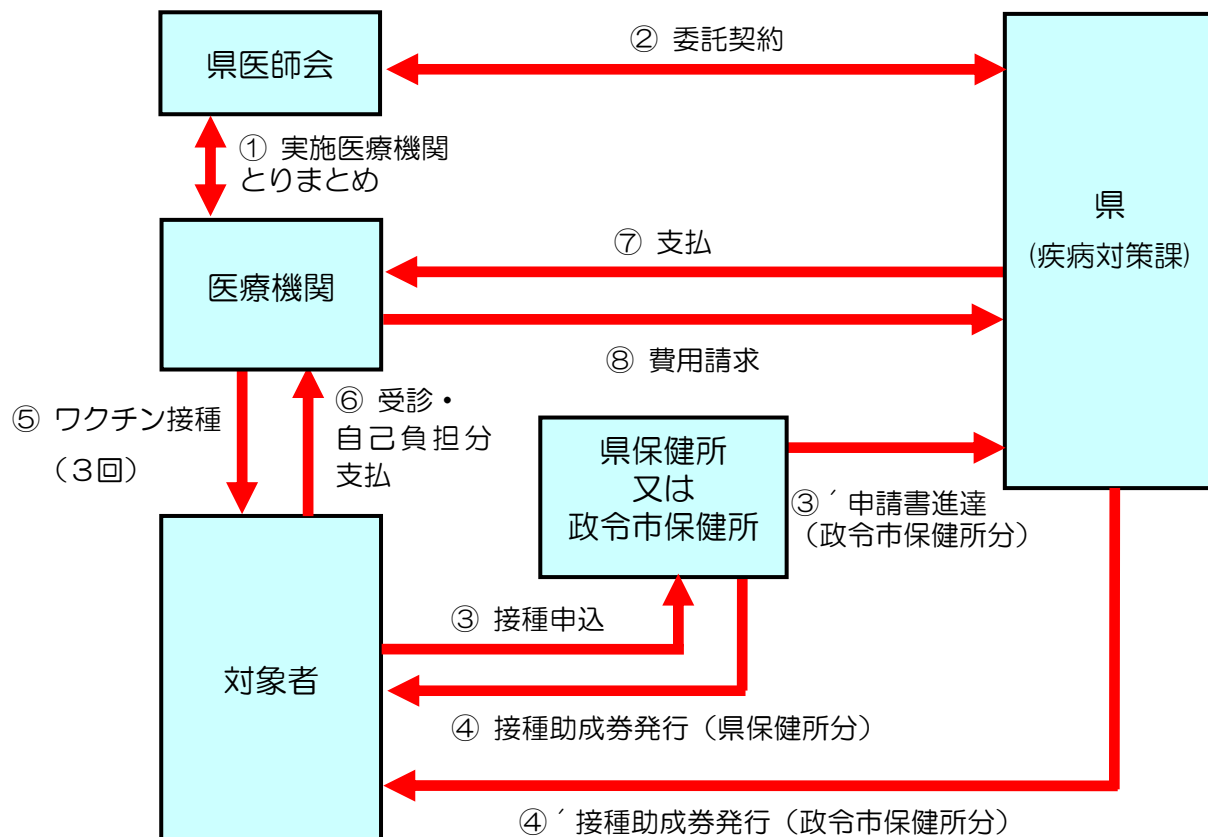 県医師会
② 委託契約
① 実施医療機関
とりまとめ
県
(疾病対策課)
⑦ 支払
医療機関
⑧ 費用請求
⑤ ワクチン接種
(3回)
⑥ 受診・
自己負担分
支払
県保健所
又は
政令市保健所
③´申請書進達
(政令市保健所分)
③ 接種申込
対象者
④ 接種助成券発行(県保健所分)
④´接種助成券発行(政令市保健所分)